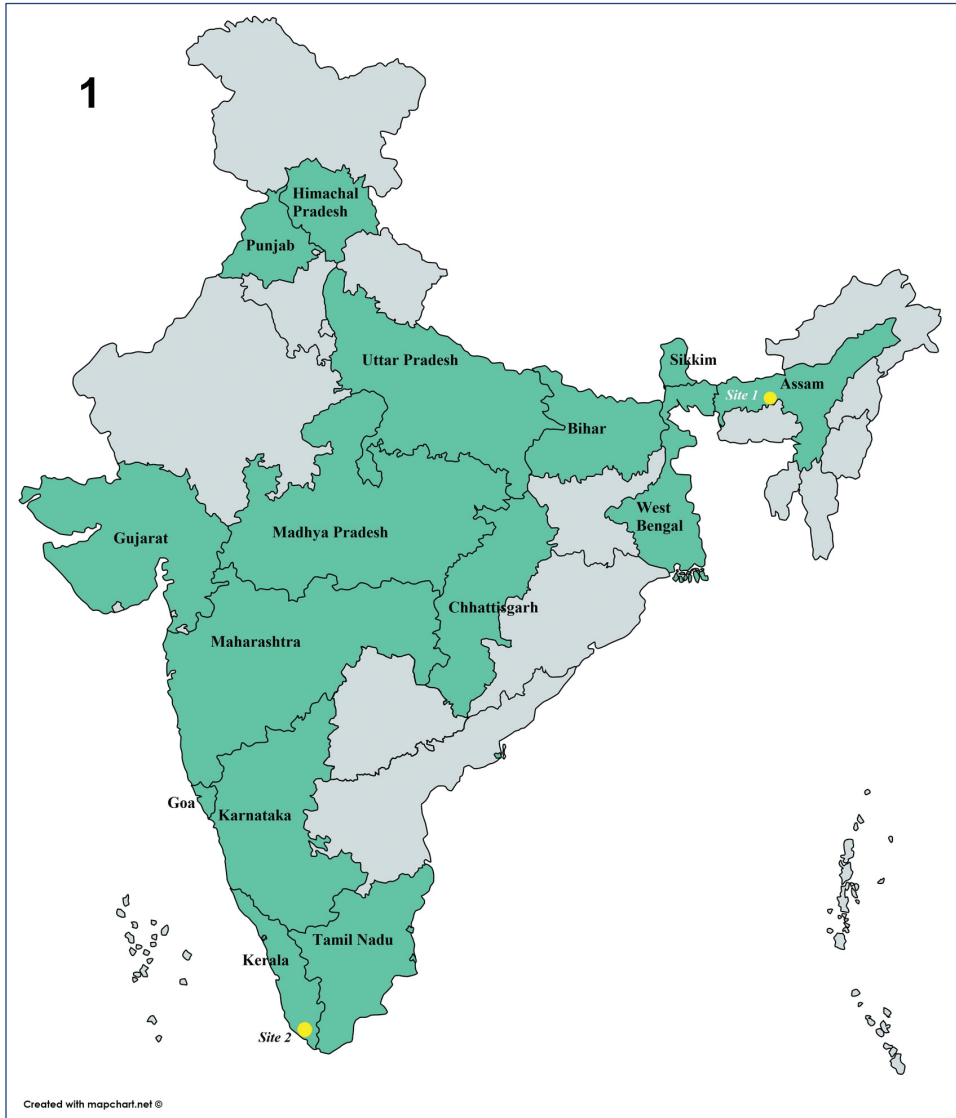 1
Himachal
Pradesh
Punjab
Uttar Pradesh
Sikkim
Assam
Site 1
Bihar
West
Bengal
Gujarat
Madhya Pradesh
Chhattisgarh
Maharashtra
Goa
Karnataka
Tamil Nadu
Kerala
Site 2
Created with mapchart.net ©